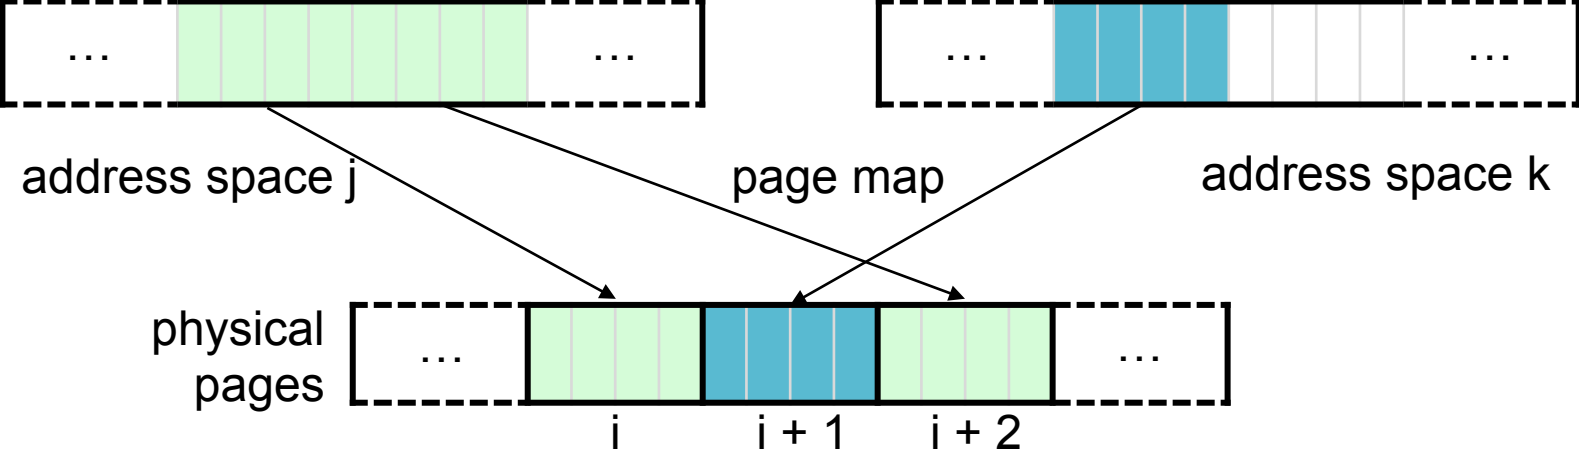 ... ... ... ...
address space j page map address space k
physical
pages
... ...
i i + 1 i + 2